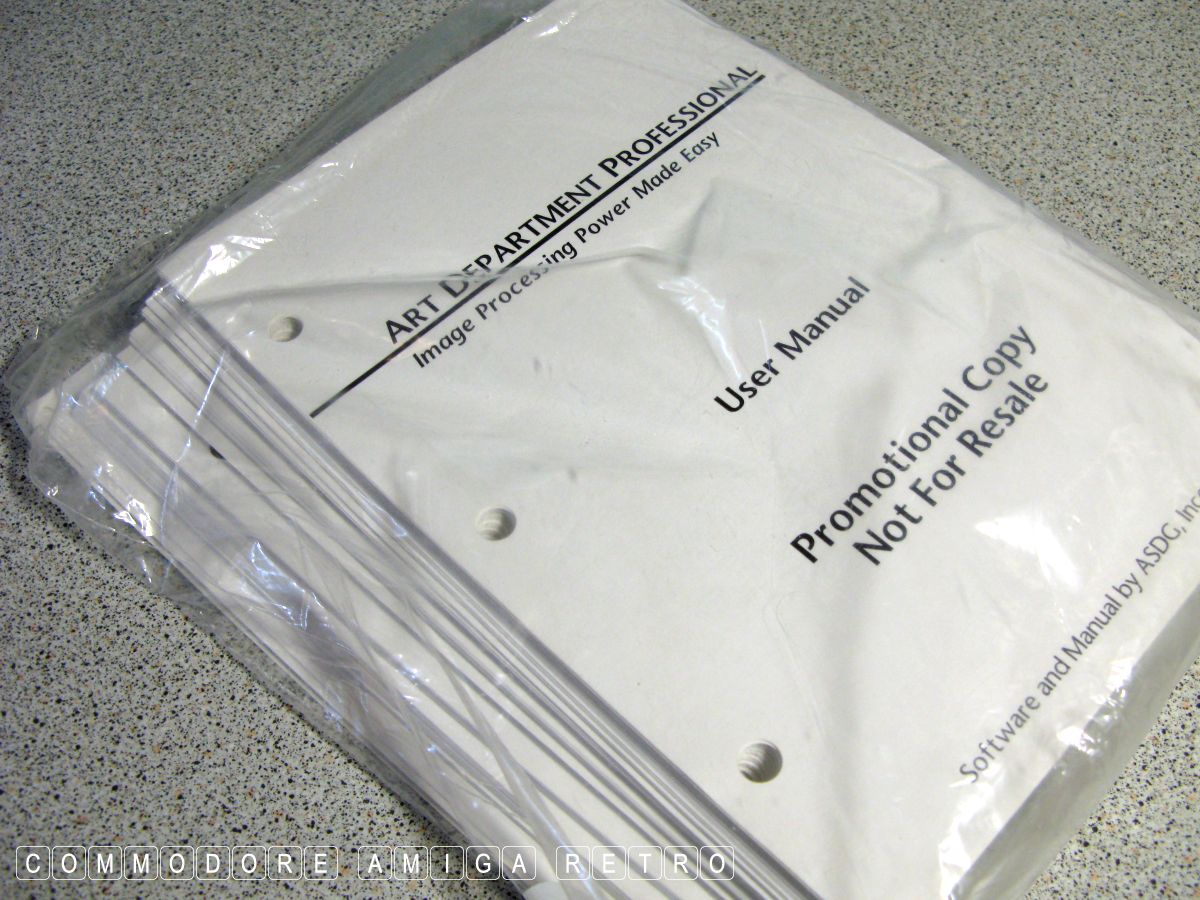 ART DEPARTMENT PROFESSIONAL
Image Processing Power Made Easy
User Manual
Promotional Copy
Not For Resale
Software and Manual by ASDG, Inc
COMMODORE AMIGA RETRO